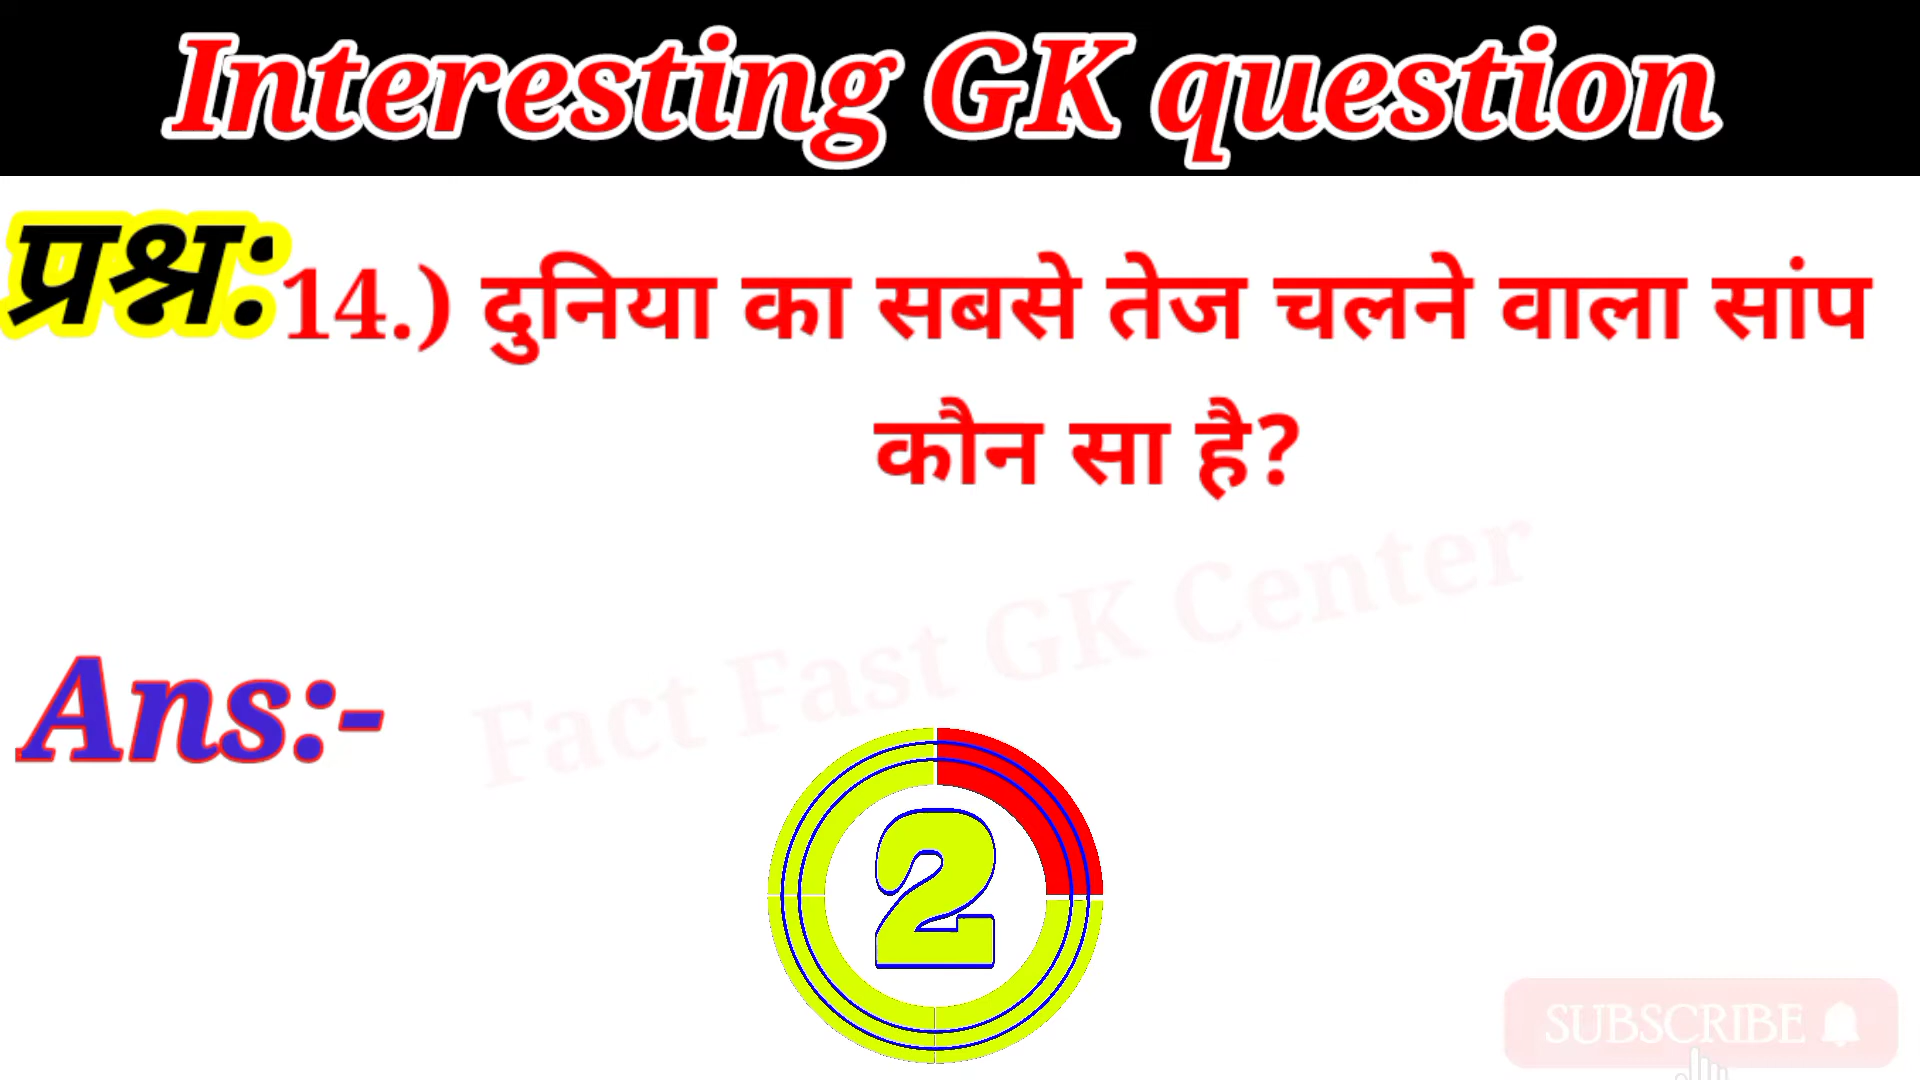 Interesting GK question
प्रश्न:
14.) दुनिया का सबसे तेज चलने वाला सांप
कौन सा है?
Fact Fast GK Center
Ans:-
2
SUBSCRIBE